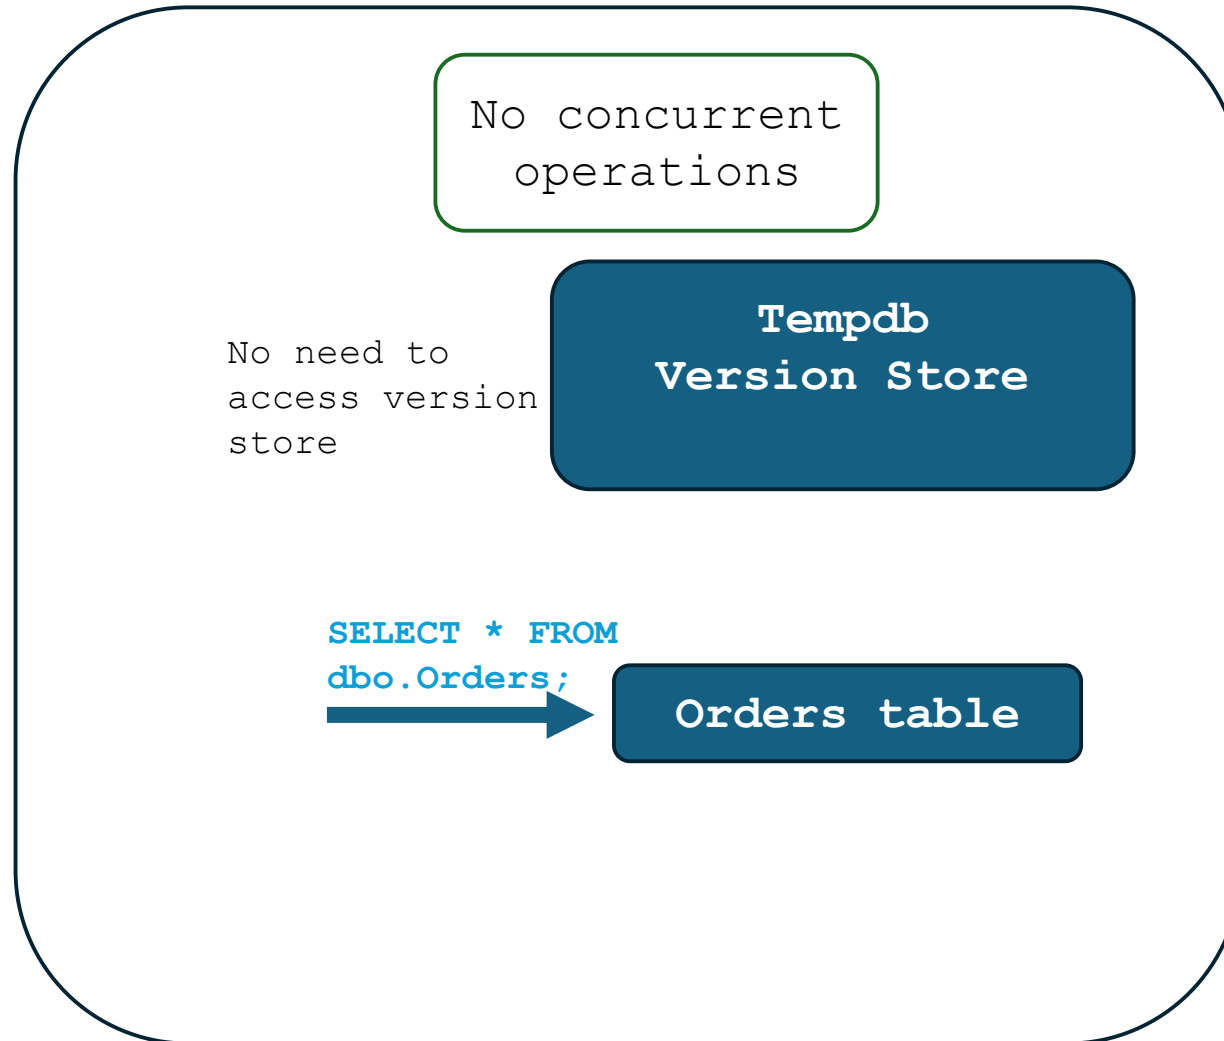 No concurrent
operations
Tempdb
Version Store
No need to
access version
store
SELECT * FROM
dbo.Orders;
Orders table